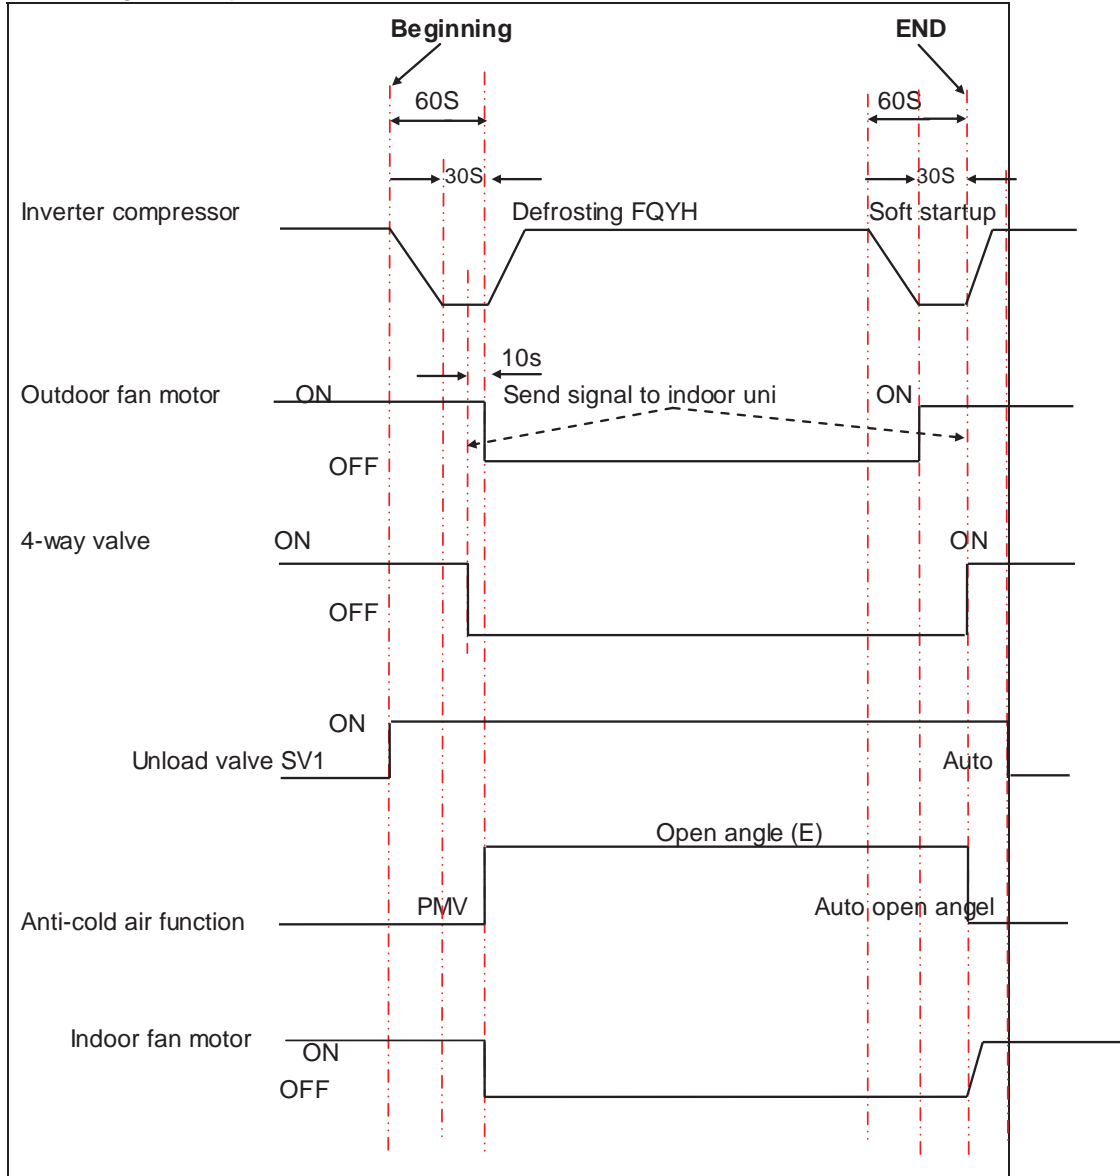 Beginning END
60S 60S
30S 30S
Inverter compressor Defrosting FQYH Soft startup
10s
Outdoor fan motor ON Send signal to indoor uni ON
OFF
4-way valve ON ON
OFF
ON
Unload valve SV1 Auto
Open angle (E)
PMV Auto open angel
Anti-cold air function
Indoor fan motor ON
OFF